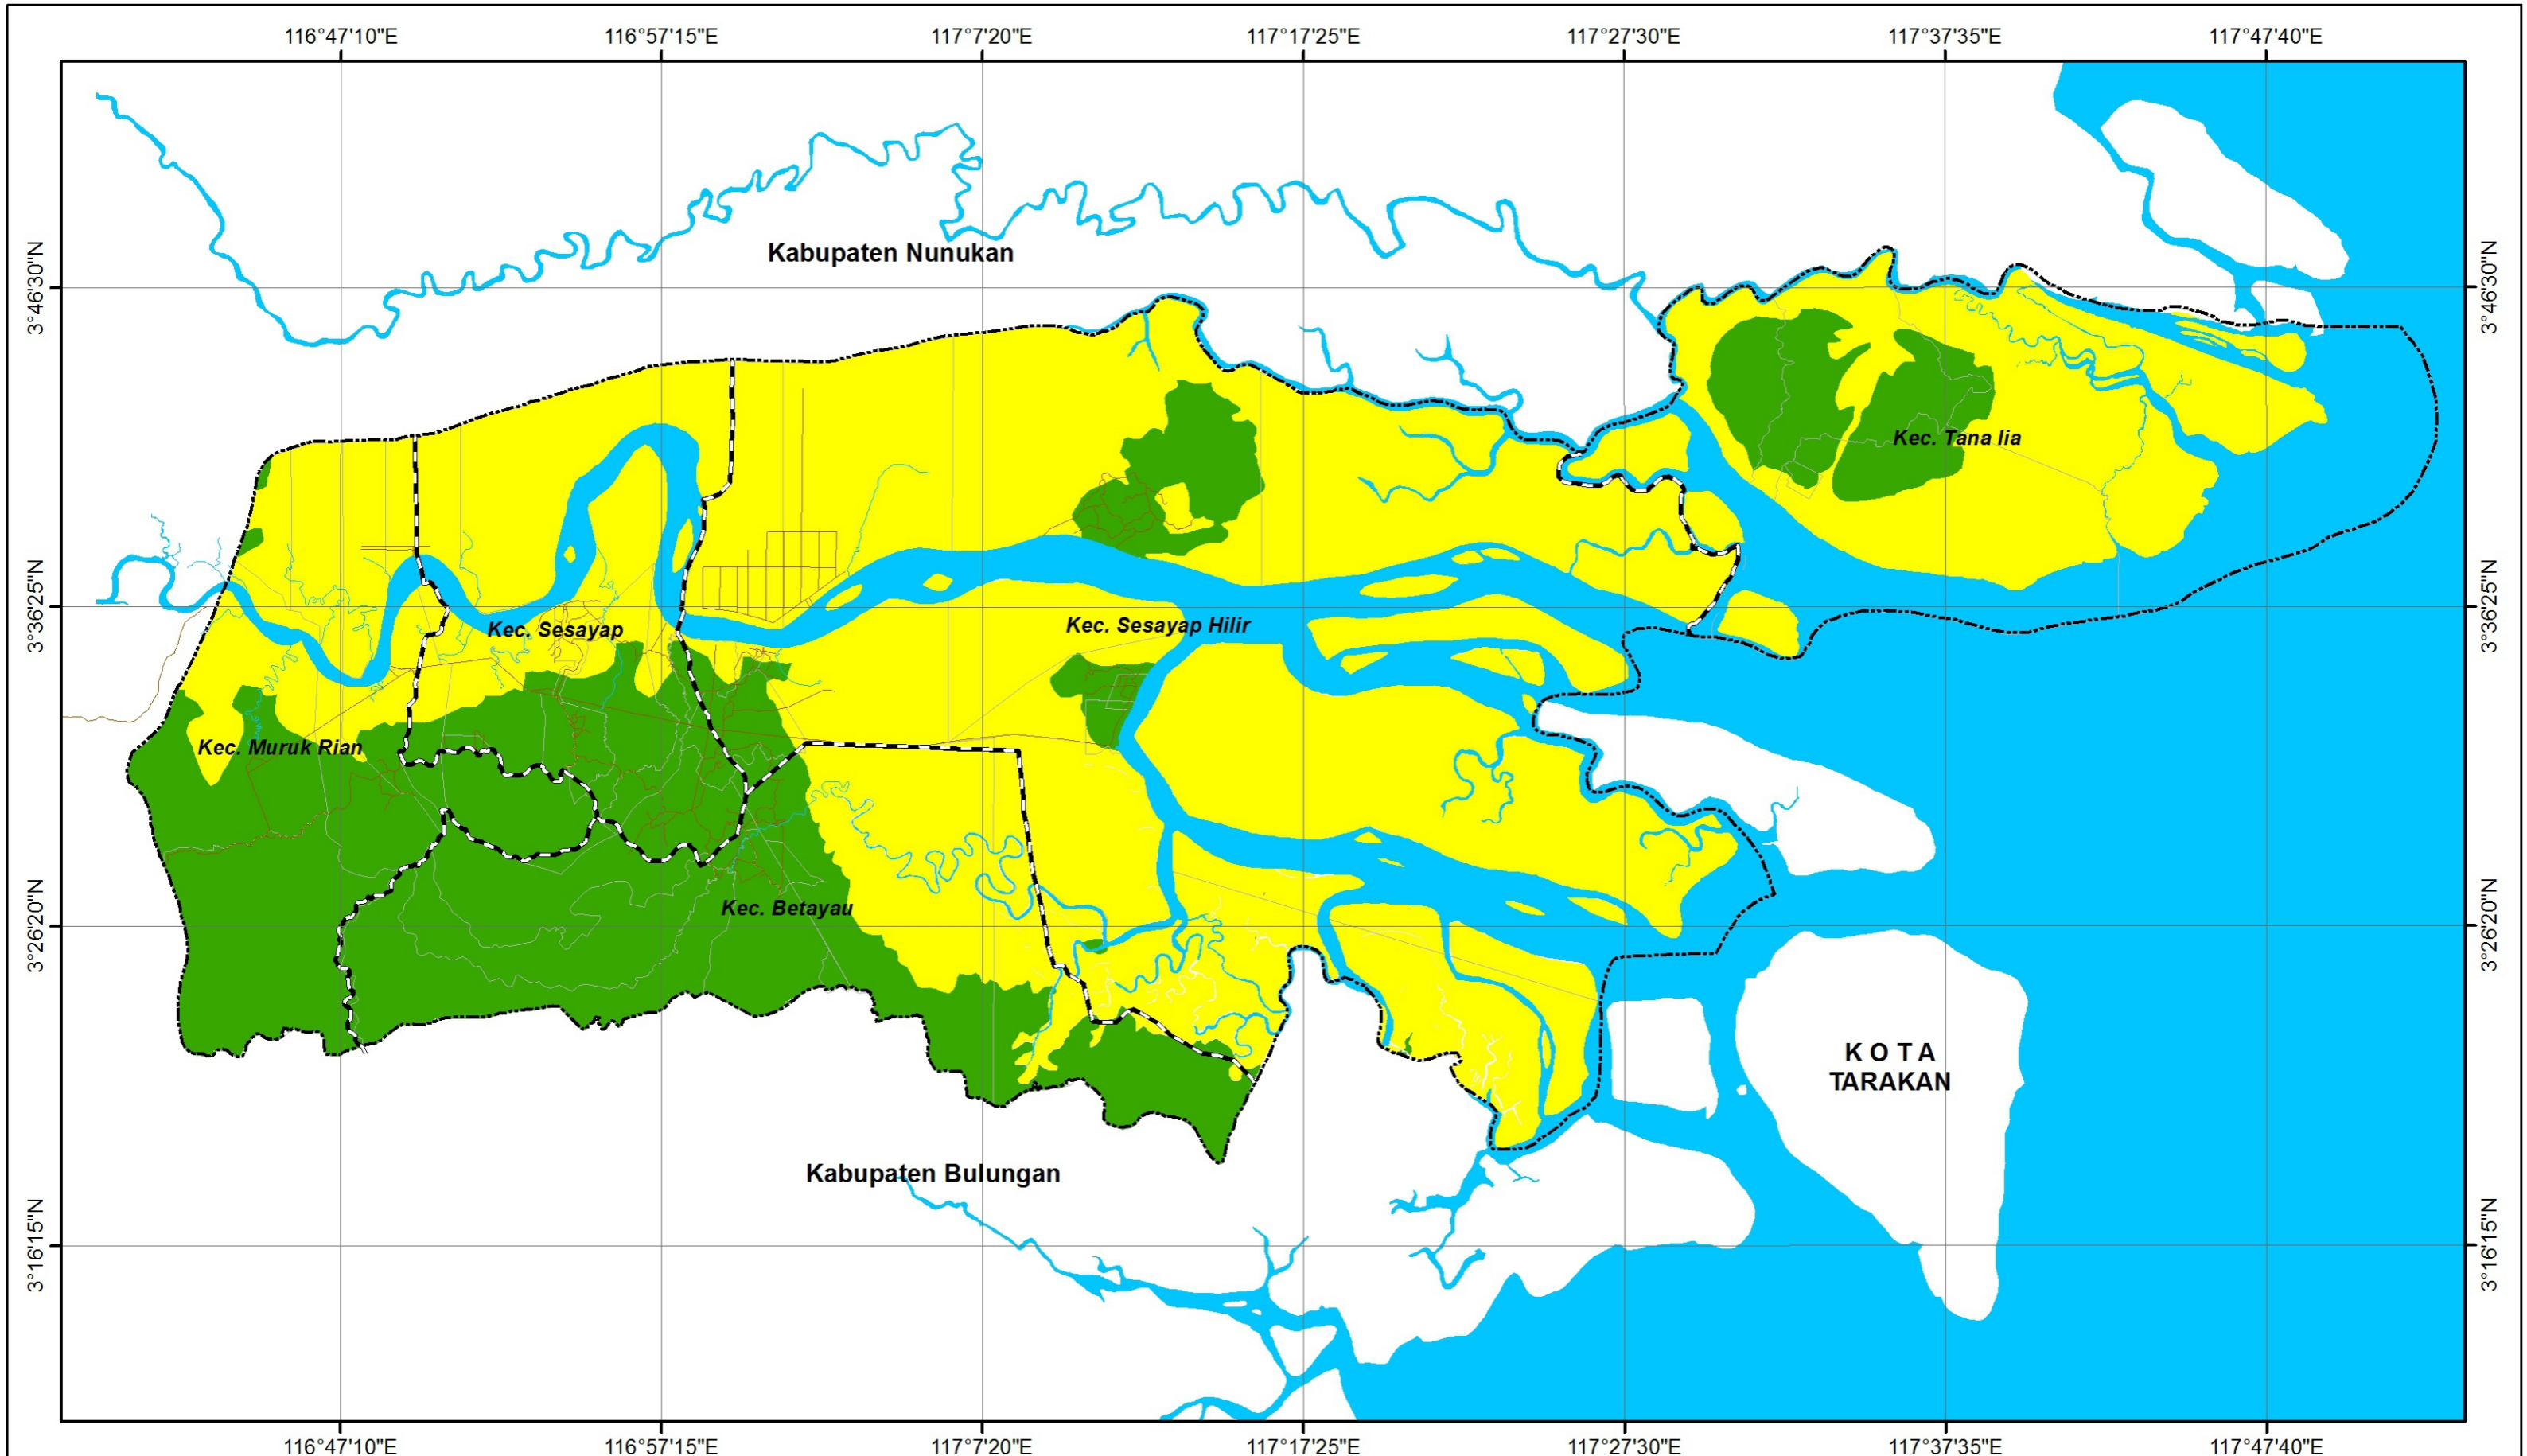 116°47'10"E 116°57'15"E 117°7'20"E 117°17'25"E 117°27'30"E 117°37'35"E 117°47'40"E
Kabupaten Nunukan
3°46'30"N 3°46'30"N
Kec. Tana lia
3°36'25"N 3°36'25"N
Kec. Sesayap Kec. Sesayap Hilir
Kec. Muruk Rian
Kec. Betayau
3°26'20"N 3°26'20"N
K O T A
TARAKAN
Kabupaten Bulungan
3°16'15"N 3°16'15"N
116°47'10"E 116°57'15"E 117°7'20"E 117°17'25"E 117°27'30"E 117°37'35"E 117°47'40"E